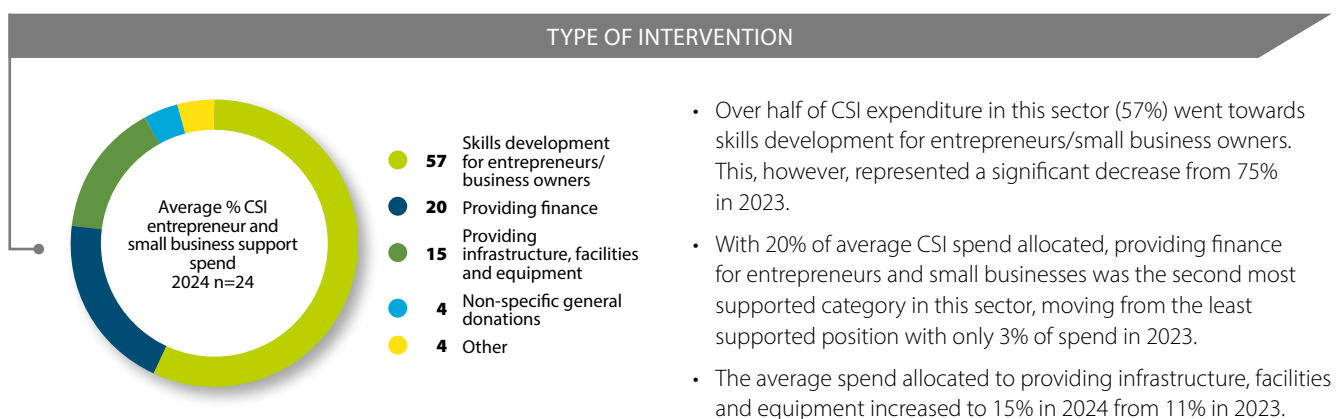 TYPE OF INTERVENTION
Average % CSI
entrepreneur and
small business support
spend
2024 n=24
57 Skills development
for entrepreneurs/
business owners
20 Providing finance
15 Providing
infrastructure, facilities
and equipment
4 Non-specific general
donations
4 Other
• Over half of CSI expenditure in this sector (57%) went towards
skills development for entrepreneurs/small business owners.
This, however, represented a significant decrease from 75%
in 2023.
• With 20% of average CSI spend allocated, providing finance
for entrepreneurs and small businesses was the second most
supported category in this sector, moving from the least
supported position with only 3% of spend in 2023.
• The average spend allocated to providing infrastructure, facilities
and equipment increased to 15% in 2024 from 11% in 2023.